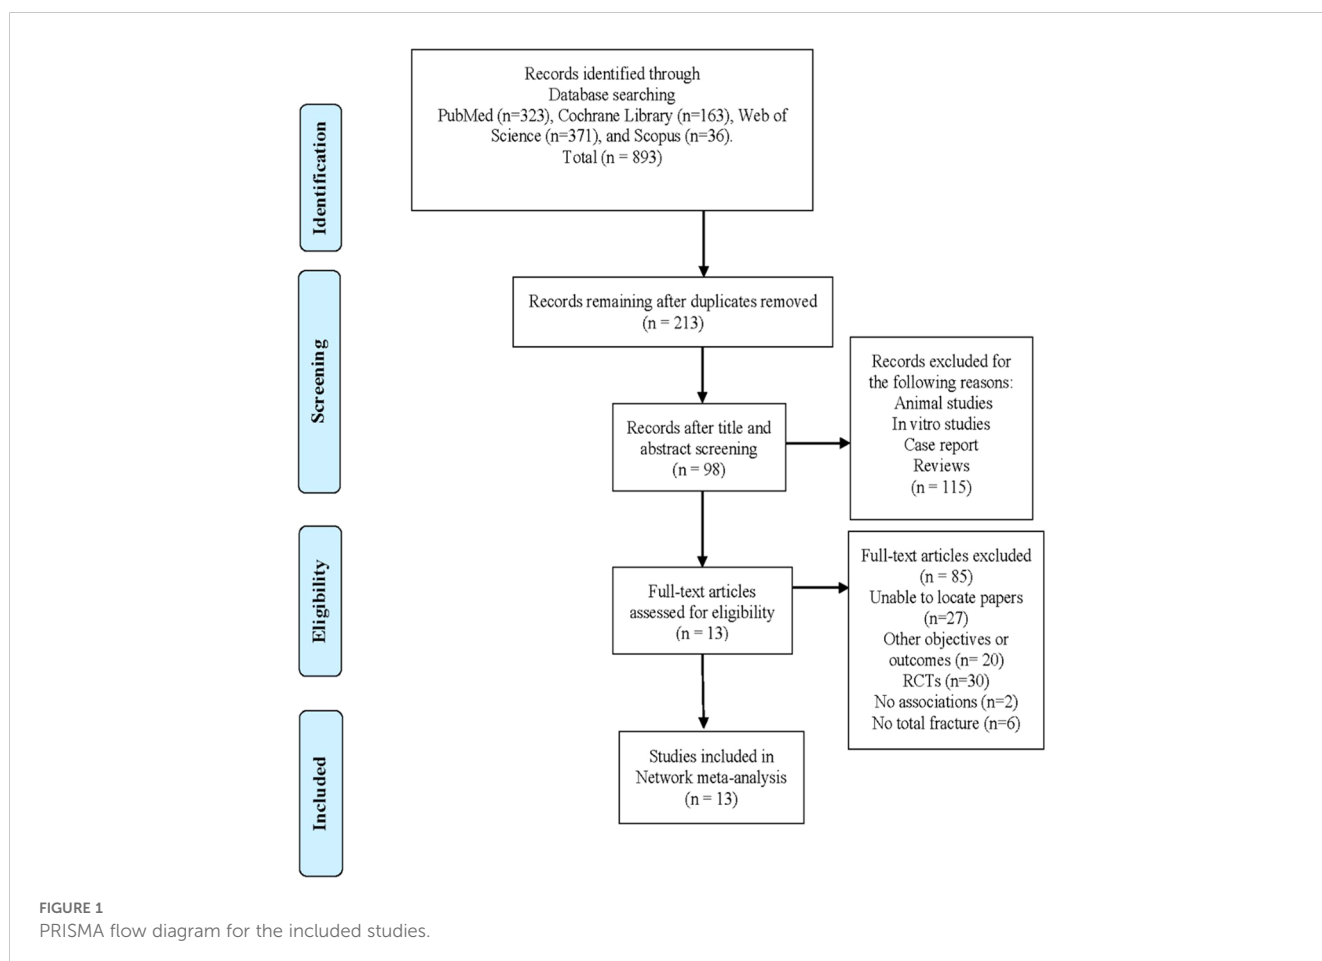 Identification
Records identified through
Database searching
PubMed (n=323), Cochrane Library (n=163), Web of
Science (n=371), and Scopus (n=36).
Total (n = 893)
Screening
Records remaining after duplicates removed
(n = 213)
Records after title and
abstract screening
(n = 98)
Records excluded for
the following reasons:
Animal studies
In vitro studies
Case report
Reviews
(n = 115)
Eligibility
Full-text articles
assessed for eligibility
(n = 13)
Full-text articles excluded
(n = 85)
Unable to locate papers
(n=27)
Other objectives or
outcomes (n= 20)
RCTs (n=30)
No associations (n=2)
No total fracture (n=6)
Included
Studies included in
Network meta-analysis
(n = 13)
FIGURE 1
PRISMA flow diagram for the included studies.